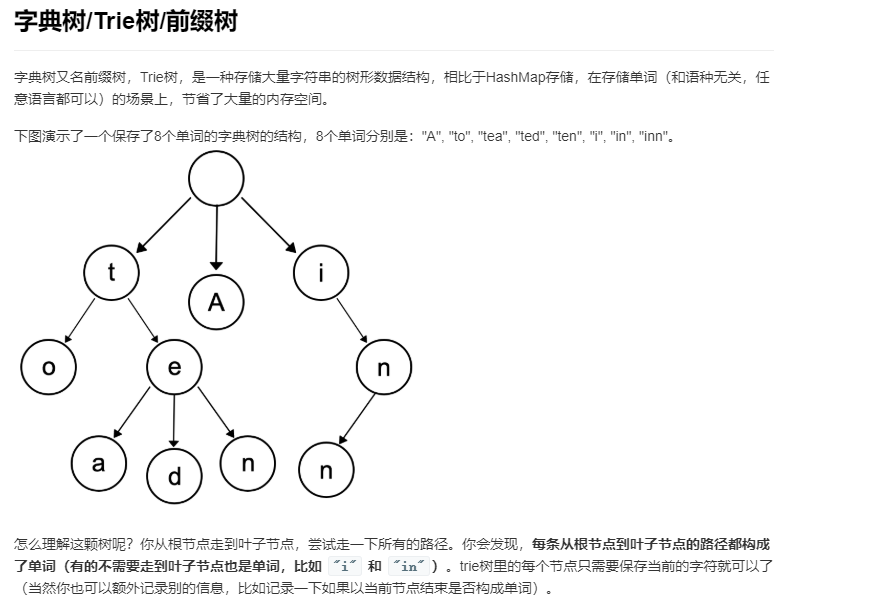 字典树/Trie树/前缀树
字典树又名前缀树，Trie树，是一种存储大量字符串的树形数据结构，相比于HashMap存储，在存储单词（和语种无关，任
意语言都可以）的场景上，节省了大量的内存空间。
下图演示了一个保存了8个单词的字典树的结构，8个单词分别是："A", "to", "tea", "ted", "ten", "i", "in", "inn"。
t
A
i
o
e
n
a
d
n
n
怎么理解这颗树呢？你从根节点走到叶子节点，尝试走一下所有的路径。你会发现，每条从根节点到叶子节点的路径都构成
了单词（有的不需要走到叶子节点也是单词，比如 "i" 和 "in" ）。trie树里的每个节点只需要保存当前的字符就可以了
（当然你也可以额外记录别的信息，比如记录一下如果以当前节点结束是否构成单词）。